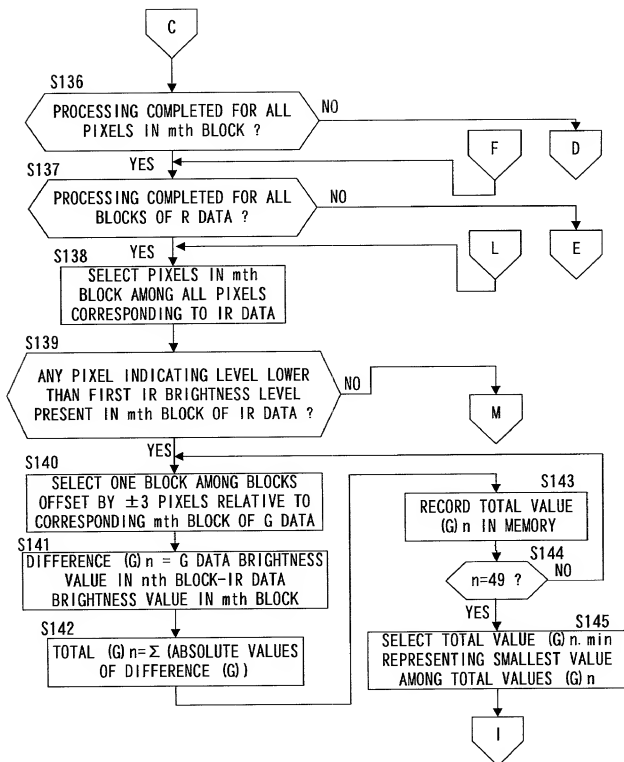 C
S136
PROCESSING COMPLETED FOR ALL
PIXELS IN mth BLOCK ?
NO
D
YES
F
S137
PROCESSING COMPLETED FOR ALL
BLOCKS OF R DATA ?
NO
E
YES
L
S138
SELECT PIXELS IN mth
BLOCK AMONG ALL PIXELS
CORRESPONDING TO IR DATA
S139
ANY PIXEL INDICATING LEVEL LOWER
THAN FIRST IR BRIGHTNESS LEVEL
PRESENT IN mth BLOCK OF IR DATA ?
NO
M
YES
S140
SELECT ONE BLOCK AMONG BLOCKS
OFFSET BY ±3 PIXELS RELATIVE TO
CORRESPONDING mth BLOCK OF G DATA
S141
DIFFERENCE (G)n = G DATA BRIGHTNESS
VALUE IN nth BLOCK-IR DATA
BRIGHTNESS VALUE IN mth BLOCK
S142
TOTAL (G)n=Σ (ABSOLUTE VALUES
OF DIFFERENCE (G))
S143
RECORD TOTAL VALUE
(G)n IN MEMORY
S144
n=49 ?
NO
YES
S145
SELECT TOTAL VALUE (G)n.min
REPRESENTING SMALLEST VALUE
AMONG TOTAL VALUES (G)n
I